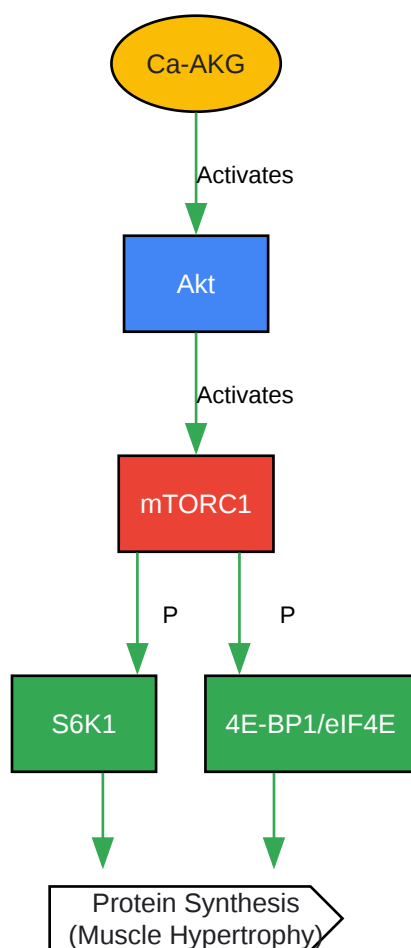 Ca-AKG
Activates
Akt
Activates
mTORC1
P P
S6K1 4E-BP1/eIF4E
Protein Synthesis
(Muscle Hypertrophy)